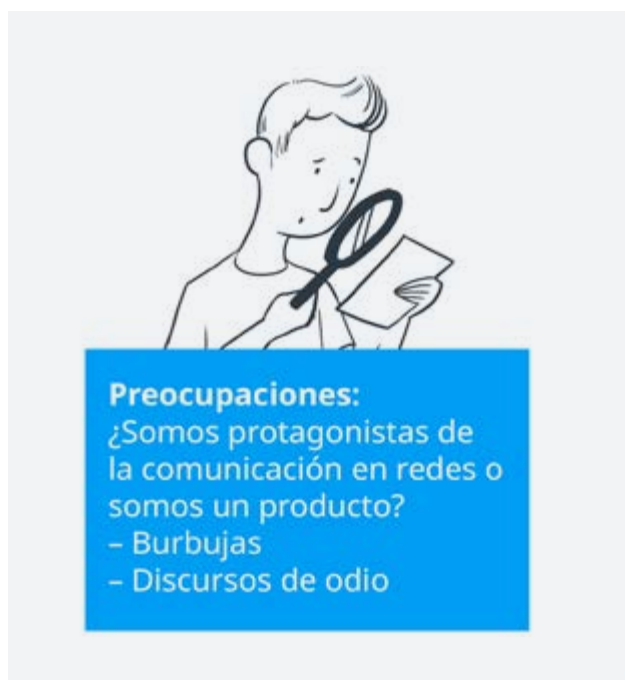 Preocupaciones:
¿Somos protagonistas de
la comunicación en redes o
somos un producto?
– Burbujas
– Discursos de odio